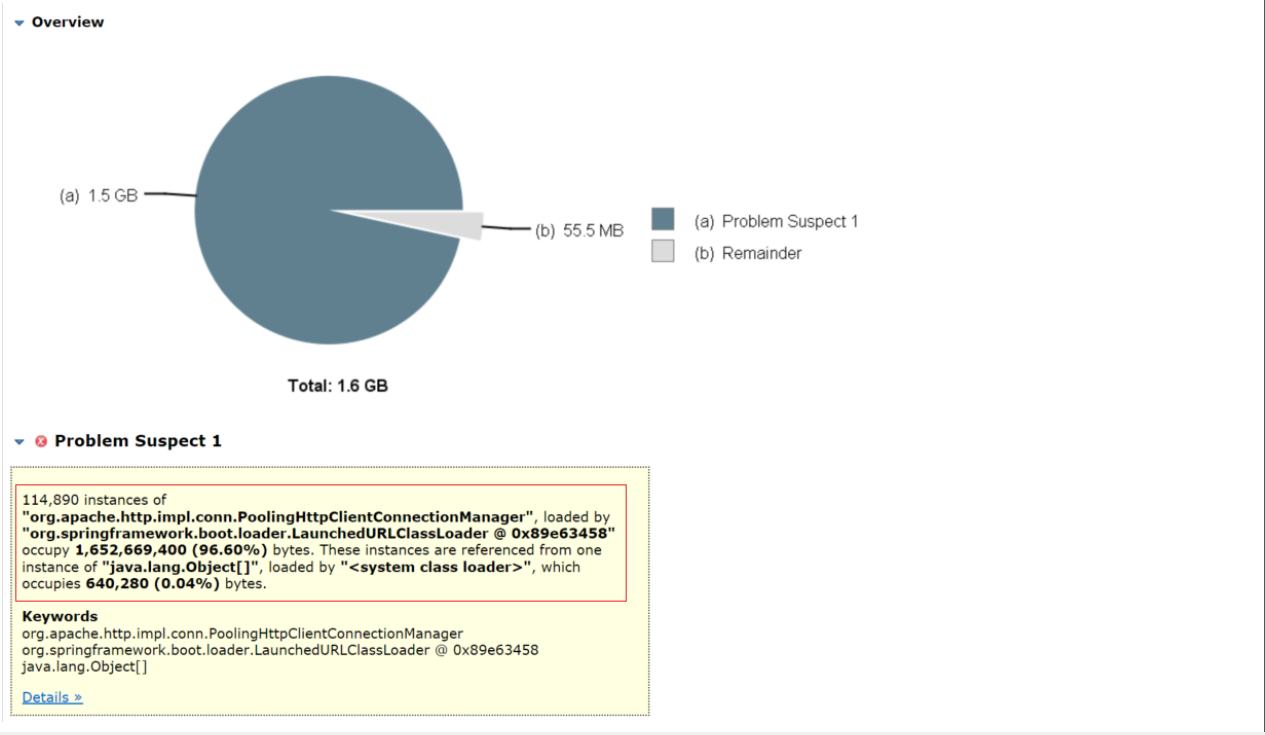 Overview
(a) 1.5 GB
(b) 55.5 MB
(a) Problem Suspect 1
(b) Remainder
Total: 1.6 GB
Problem Suspect 1
114,890 instances of
"org.apache.http.impl.conn.PoolingHttpClientConnectionManager", loaded by
"org.springframework.boot.loader.LaunchedURLClassLoader @ 0x89e63458"
occupy 1,652,669,400 (96.60%) bytes. These instances are referenced from one
instance of "java.lang.Object[]", loaded by "<system class loader>", which
occupies 640,280 (0.04%) bytes.
Keywords
org.apache.http.impl.conn.PoolingHttpClientConnectionManager
org.springframework.boot.loader.LaunchedURLClassLoader @ 0x89e63458
java.lang.Object[]
Details »